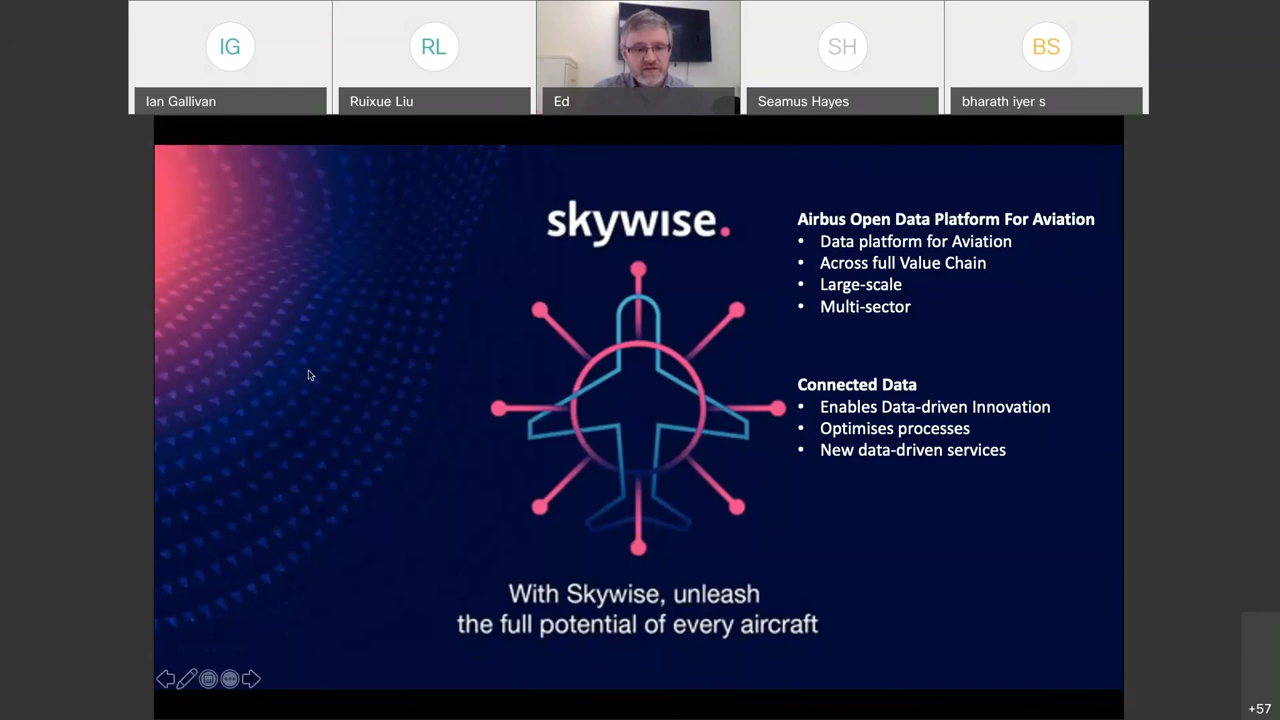 IG
RL
SH
BS
Ian Gallivan
Ruixue Liu
Ed
Seamus Hayes
bharath iyer s
skywise.
Airbus Open Data Platform For Aviation
• Data platform for Aviation
• Across full Value Chain
• Large-scale
• Multi-sector
Connected Data
• Enables Data-driven Innovation
• Optimises processes
• New data-driven services
With Skywise, unleash
the full potential of every aircraft
+57